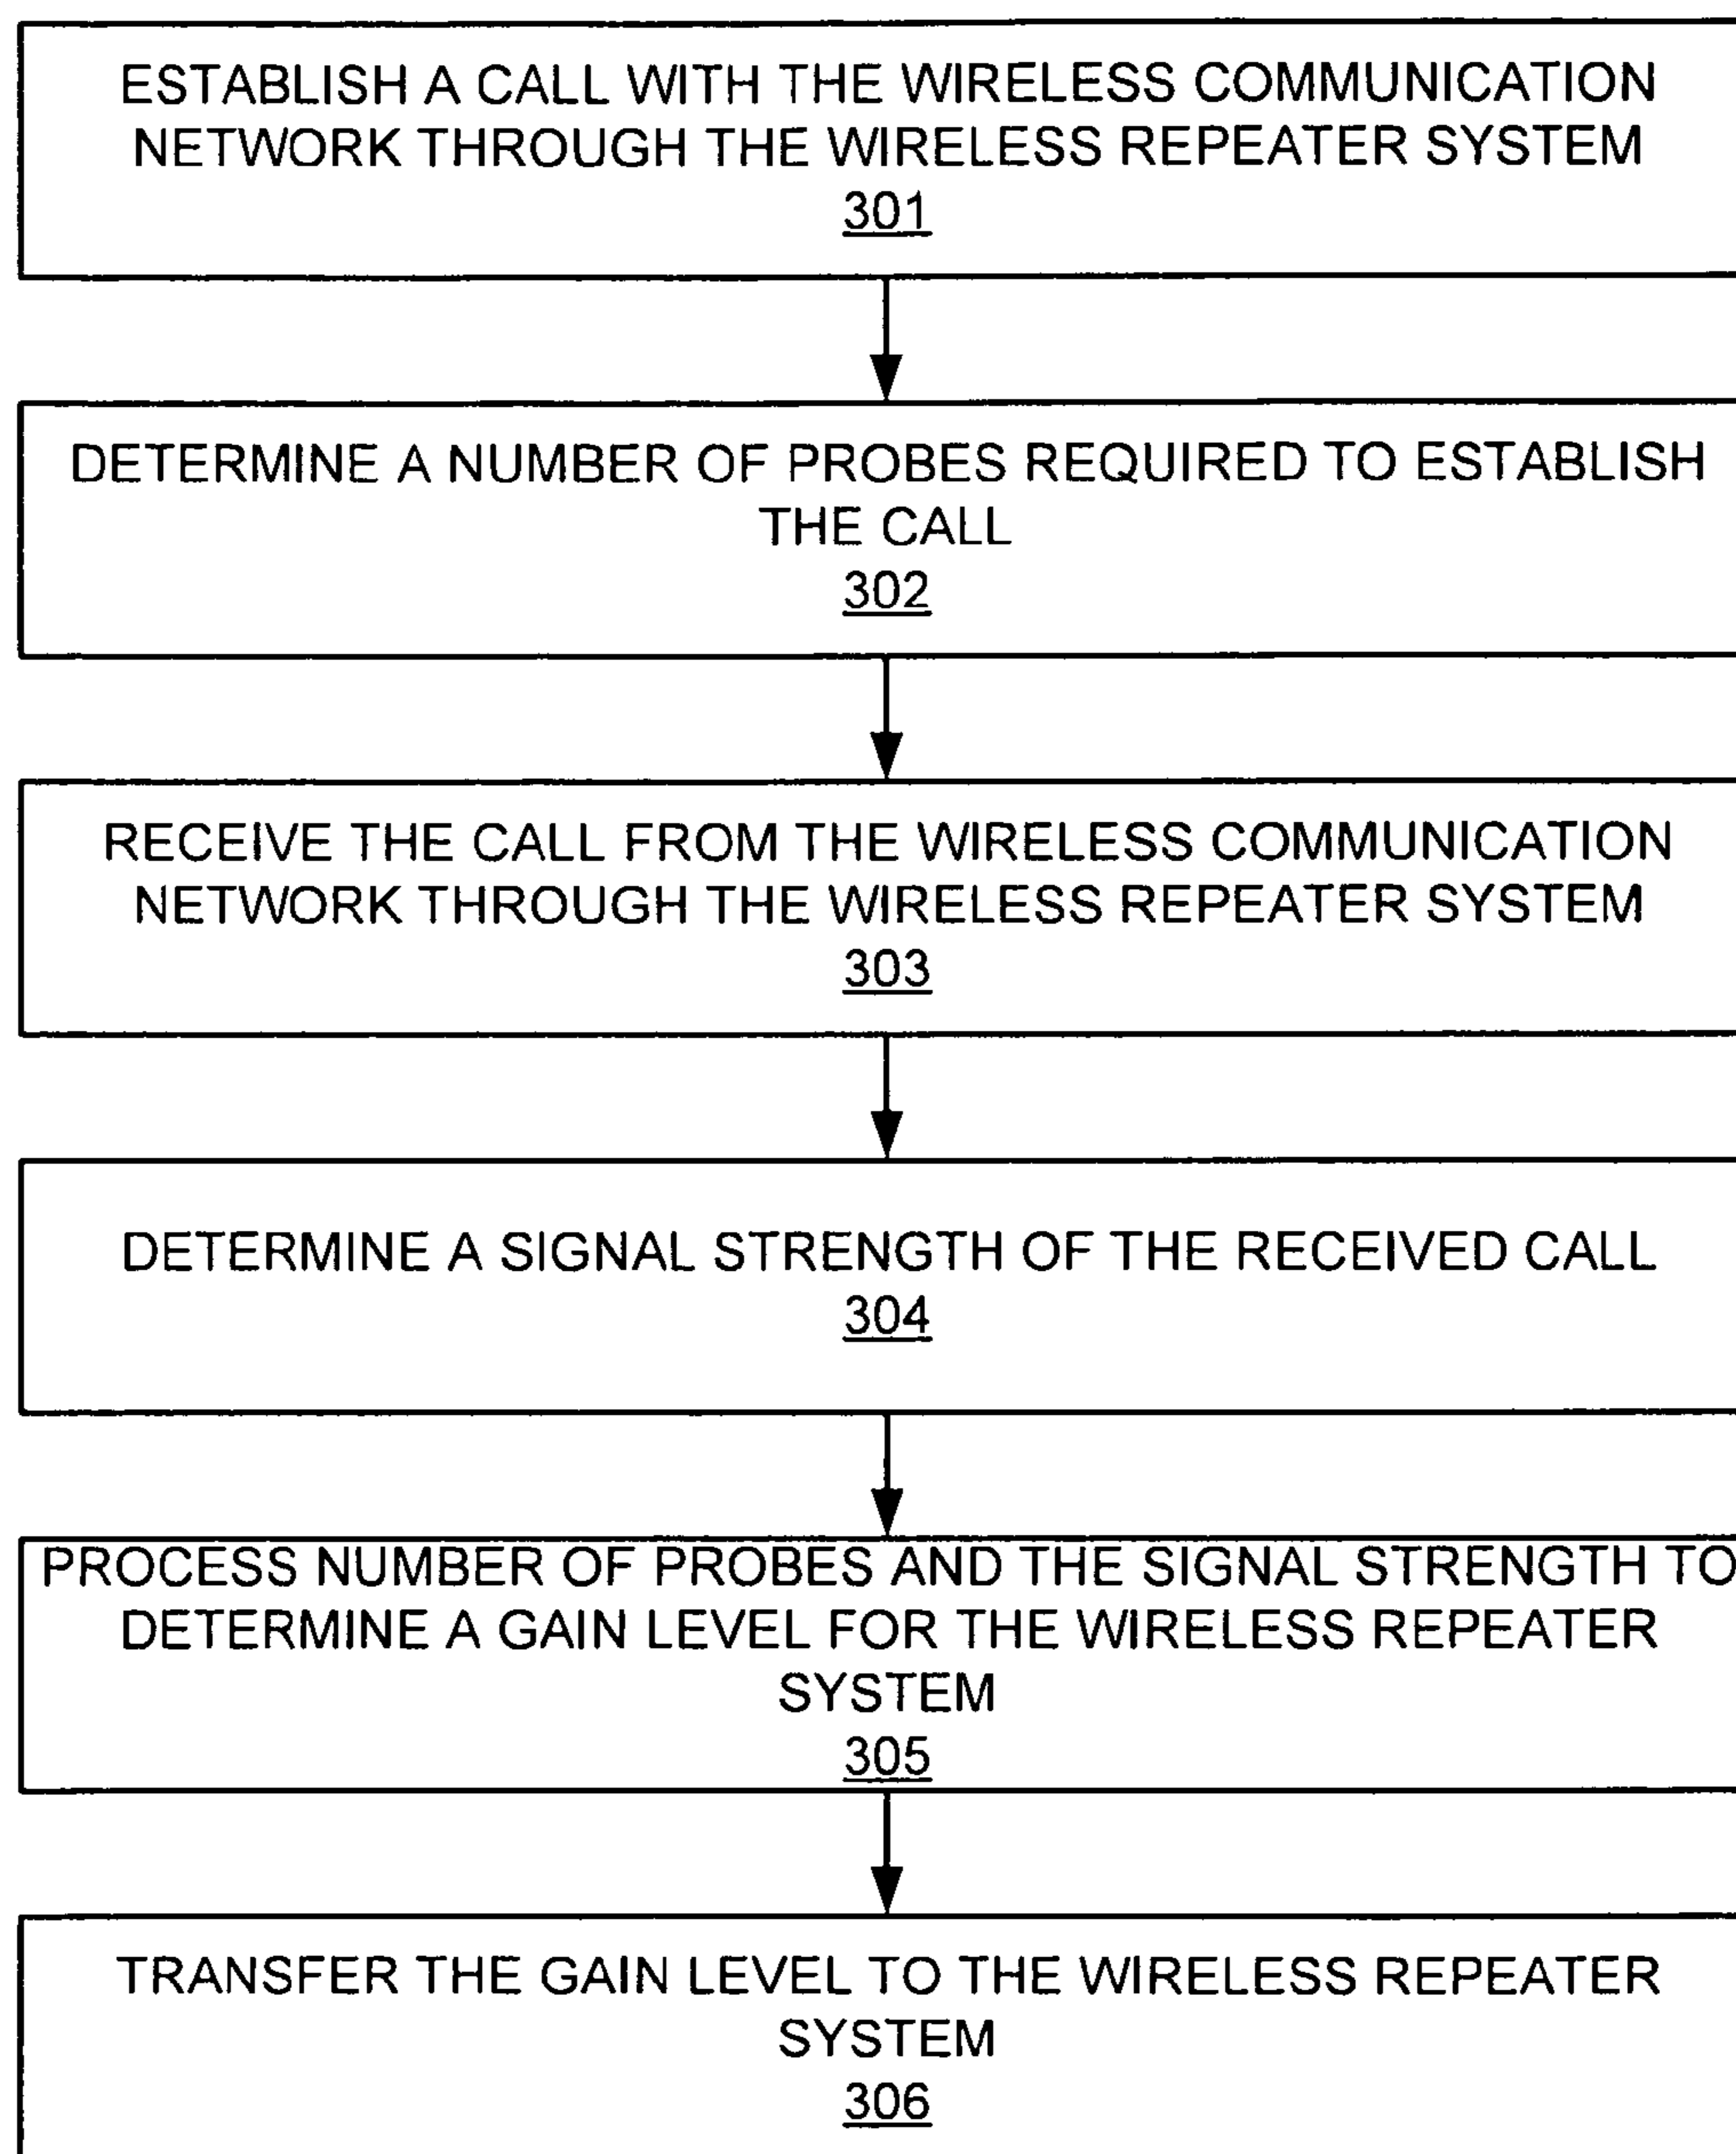 ESTABLISH A CALL WITH THE WIRELESS COMMUNICATION
NETWORK THROUGH THE WIRELESS REPEATER SYSTEM
301
DETERMINE A NUMBER OF PROBES REQUIRED TO ESTABLISH
THE CALL
302
RECEIVE THE CALL FROM THE WIRELESS COMMUNICATION
NETWORK THROUGH THE WIRELESS REPEATER SYSTEM
303
DETERMINE A SIGNAL STRENGTH OF THE RECEIVED CALL
304
PROCESS NUMBER OF PROBES AND THE SIGNAL STRENGTH TO
DETERMINE A GAIN LEVEL FOR THE WIRELESS REPEATER
SYSTEM
305
TRANSFER THE GAIN LEVEL TO THE WIRELESS REPEATER
SYSTEM
306